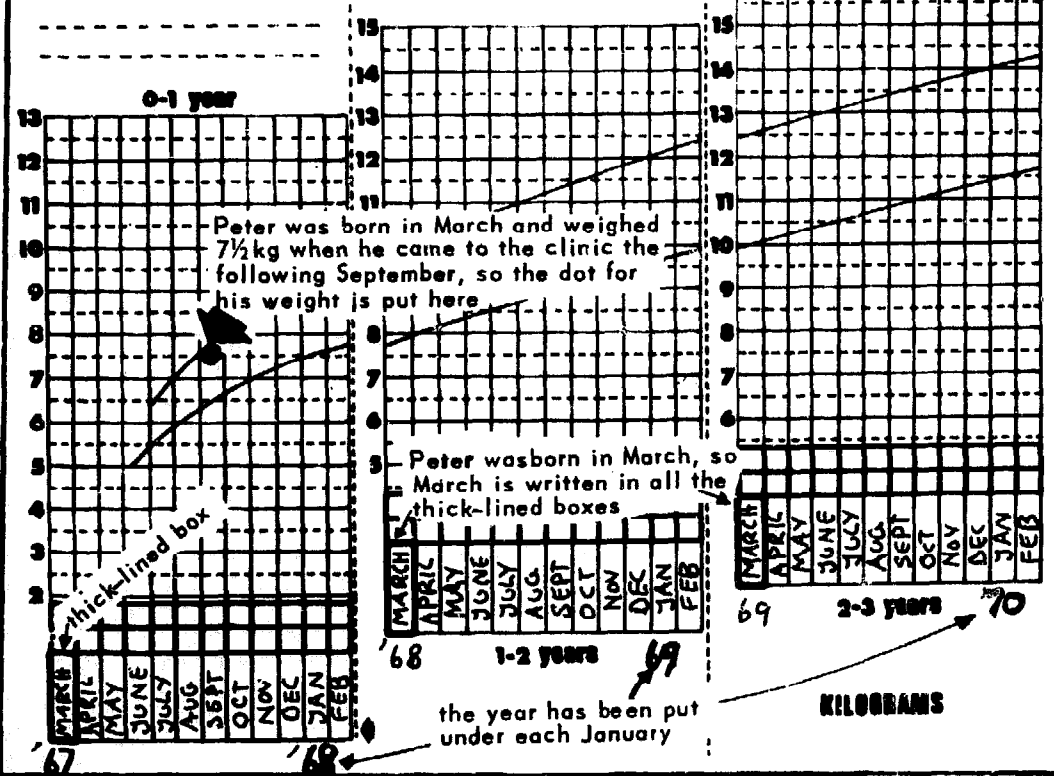 0-1 year
13
12
11
10
9
8
7
6
5
4
3
2
thick-lined box
MARCH
APRIL
MAY
JUNE
JULY
AUG
SEPT
OCT
NOV
DEC
JAN
FEB
'67
'68
15
14
13
12
11
Peter was born in March and weighed
7½kg when he came to the clinic the
following September, so the dot for
his weight is put here
8
7
6
5
Peter wasborn in March, so
March is written in all the
thick-lined boxes
MARCH
APRIL
MAY
JUNE
JULY
AUG.
SEPT
OCT
NOV
DEC
JAN
FEB
'68
1-2 years
69
the year has been put
under each January
15
14
13
12
11
10
9
8
7
6
MARCH
APRIL
MAY
JUNE
JULY
AUG
SEPT
OCT
NOV
DEC
JAN
FEB
69
2-3 years
'70
KILOGRAMS